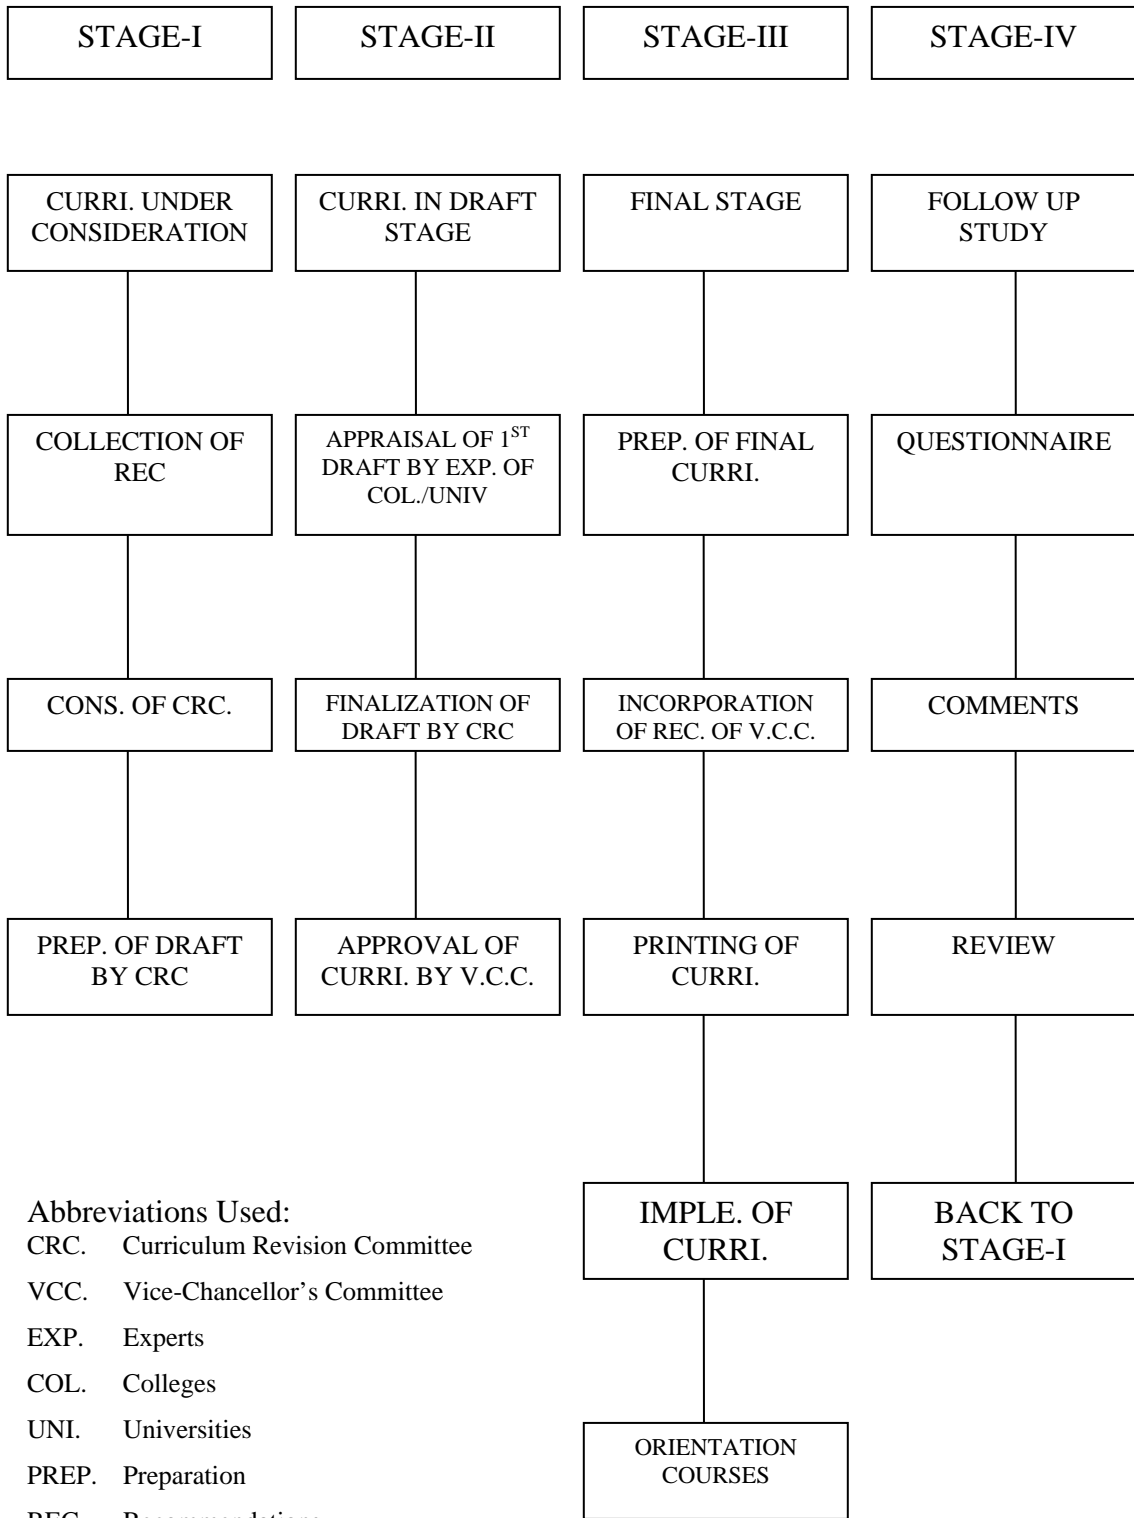 STAGE-I
STAGE-II
STAGE-III
STAGE-IV
CURRI. UNDER
CONSIDERATION
CURRI. IN DRAFT
STAGE
FINAL STAGE
FOLLOW UP
STUDY
COLLECTION OF
REC
APPRAISAL OF 1ST
DRAFT BY EXP. OF
COL./UNIV
PREP. OF FINAL
CURRI.
QUESTIONNAIRE
CONS. OF CRC.
FINALIZATION OF
DRAFT BY CRC
INCORPORATION
OF REC. OF V.C.C.
COMMENTS
PREP. OF DRAFT
BY CRC
APPROVAL OF
CURRI. BY V.C.C.
PRINTING OF
CURRI.
REVIEW
IMPLE. OF
CURRI.
BACK TO
STAGE-I
ORIENTATION
COURSES
Abbreviations Used:
CRC. Curriculum Revision Committee
VCC. Vice-Chancellor’s Committee
EXP. Experts
COL. Colleges
UNI. Universities
PREP. Preparation
REC. Recommendations